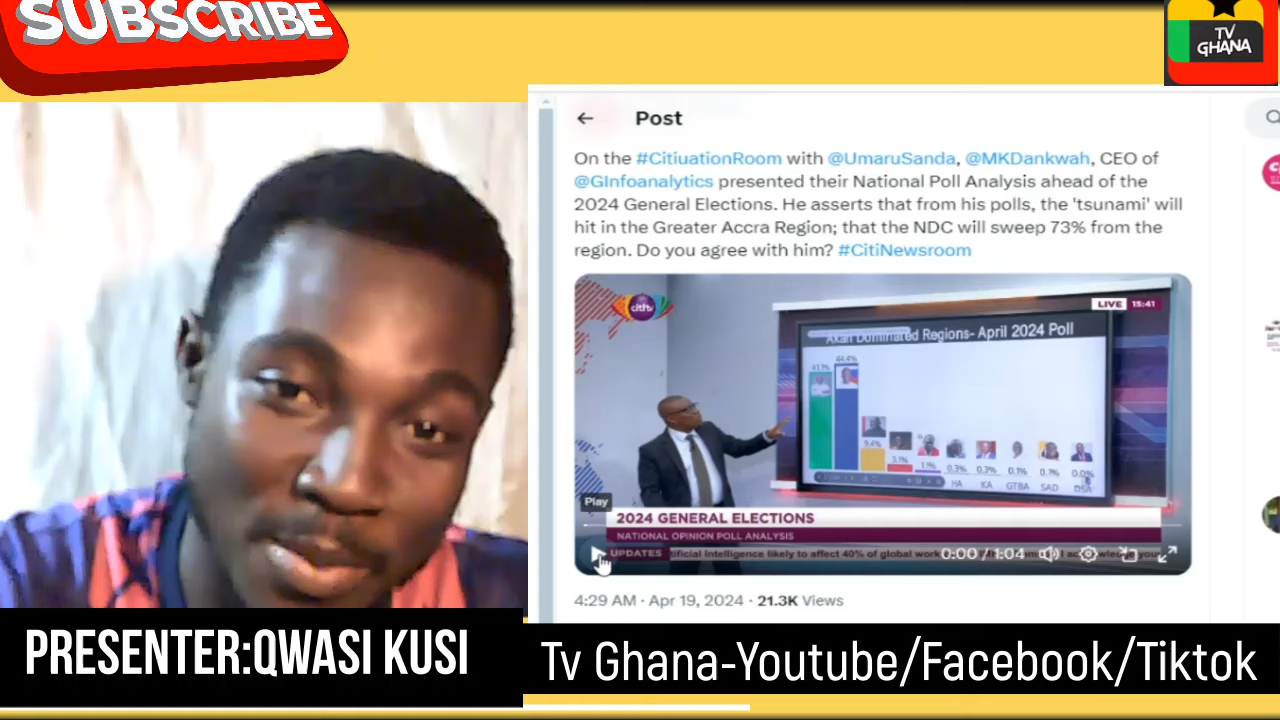 SUBSCRIBE
TV
GHANA
Post
On the #CitiuationRoom with @UmaruSanda, @MKDankwah, CEO of
@GInfoanalytics presented their National Poll Analysis ahead of the
2024 General Elections. He asserts that from his polls, the 'tsunami' will
hit in the Greater Accra Region; that the NDC will sweep 73% from the
region. Do you agree with him? #CitiNewsroom
LIVE 15:41
Akan Dominated Regions- April 2024 Poll
44.4%
9.4%
0.3% 0.3% 0.1% 0.1% 0.0%
HA KA GTBA SAD
Play
2024 GENERAL ELECTIONS
NATIONAL OPINION POLL ANALYSIS
UPDATES tificial Intelligence likely to affect 40% of global work
0:00 / 1:04
4:29 AM · Apr 19, 2024 · 21.3K Views
PRESENTER:QWASI KUSI
Tv Ghana-Youtube/Facebook/Tiktok